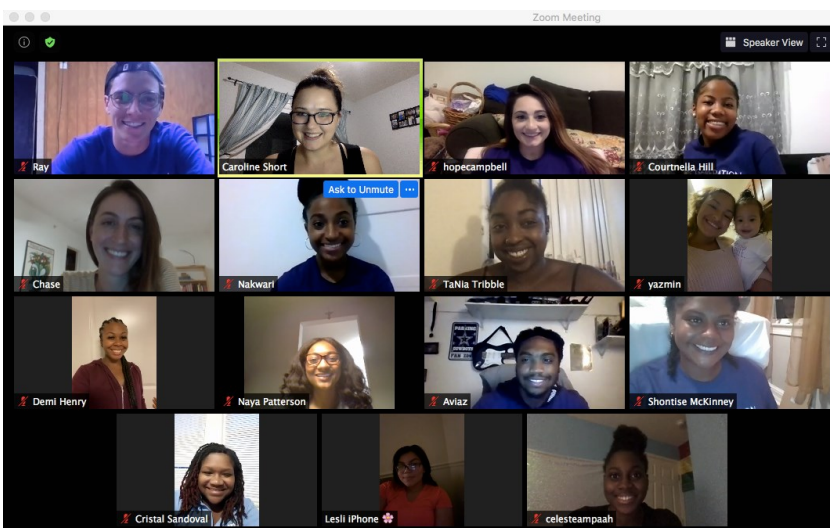 Zoom Meeting
Speaker View
Ray
Caroline Short
hopecampbell
Courtnella Hill
Chase
Ask to Unmute
Nakwari
TaNia Tribble
yazmin
Demi Henry
Naya Patterson
Aviaz
Shontise McKinney
Cristal Sandoval
Lesli iPhone 🌸
celesteampaah